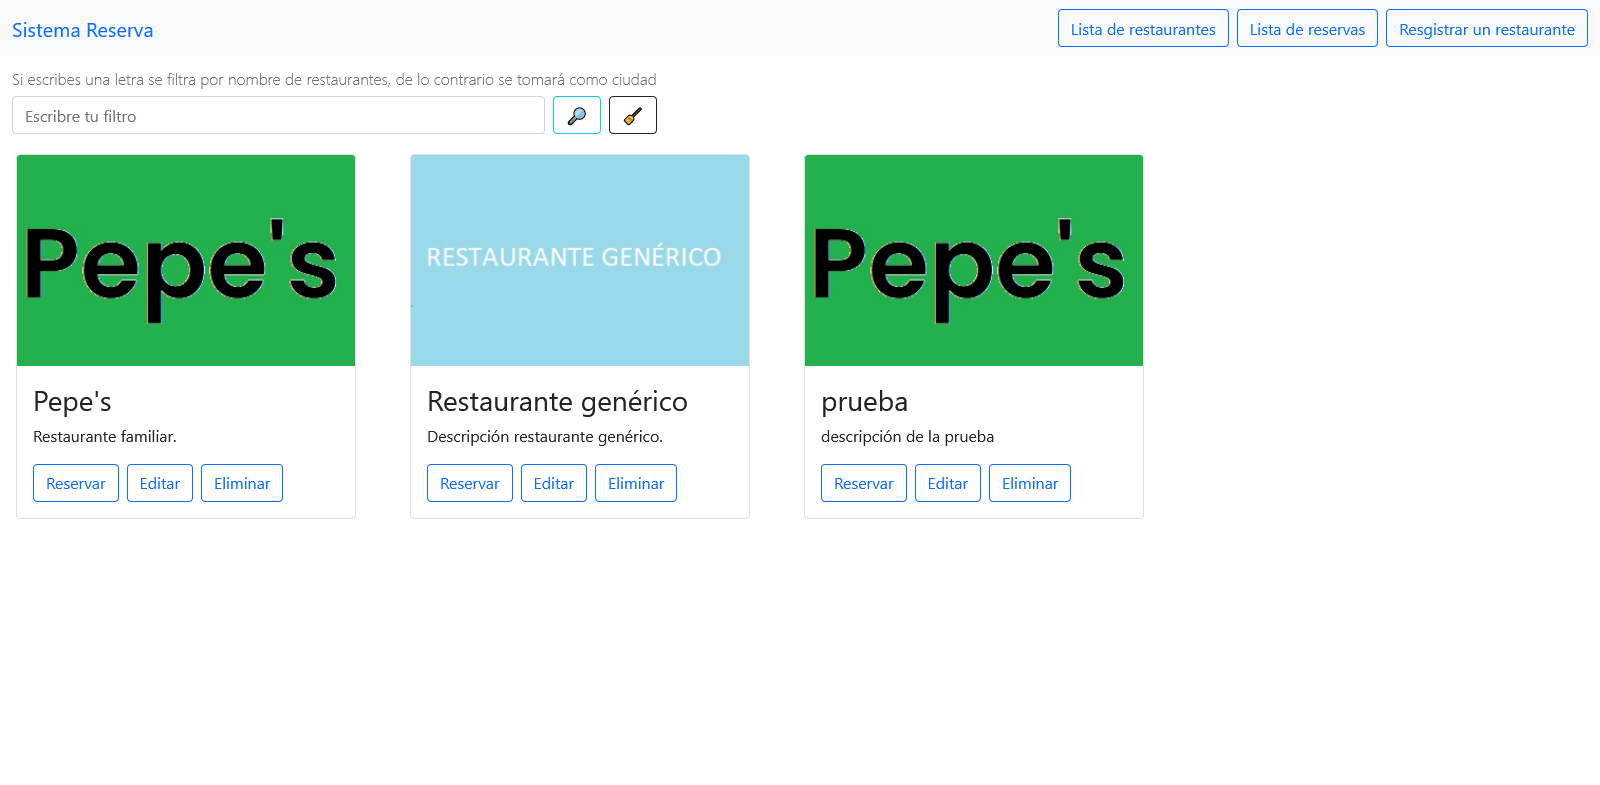 Sistema Reserva
Lista de restaurantes
Lista de reservas
Resgistrar un restaurante
Si escribes una letra se filtra por nombre de restaurantes, de lo contrario se tomará como ciudad
Escribre tu filtro
Pepe's
Pepe's
Restaurante familiar.
Reservar
Editar
Eliminar
RESTAURANTE GENÉRICO
Restaurante genérico
Descripción restaurante genérico.
Reservar
Editar
Eliminar
Pepe's
prueba
descripción de la prueba
Reservar
Editar
Eliminar